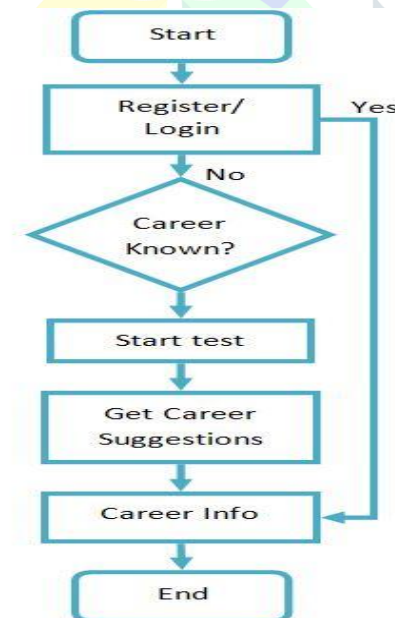 Start
Register/
Login
Yes
No
Career
Known?
Start test
Get Career
Suggestions
Career Info
End